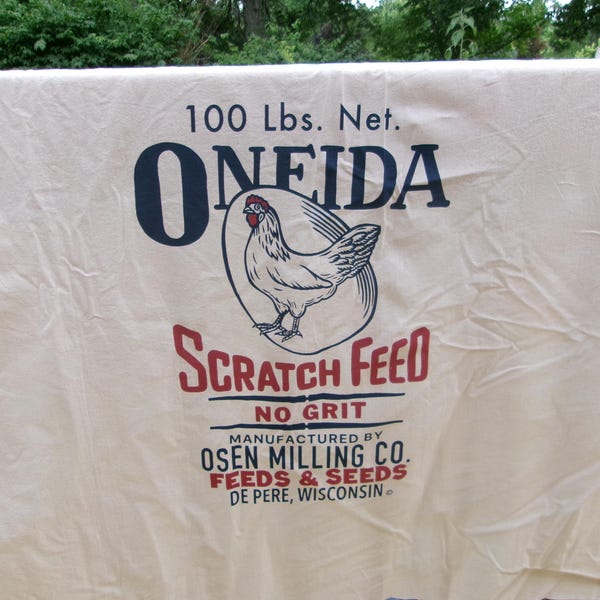 100 Lbs. Net.
ONEIDA
SCRATCH FEED
NO GRIT
MANUFACTURED BY
OSEN MILLING CO.
FEEDS & SEEDS
DE PERE, WISCONSIN ©